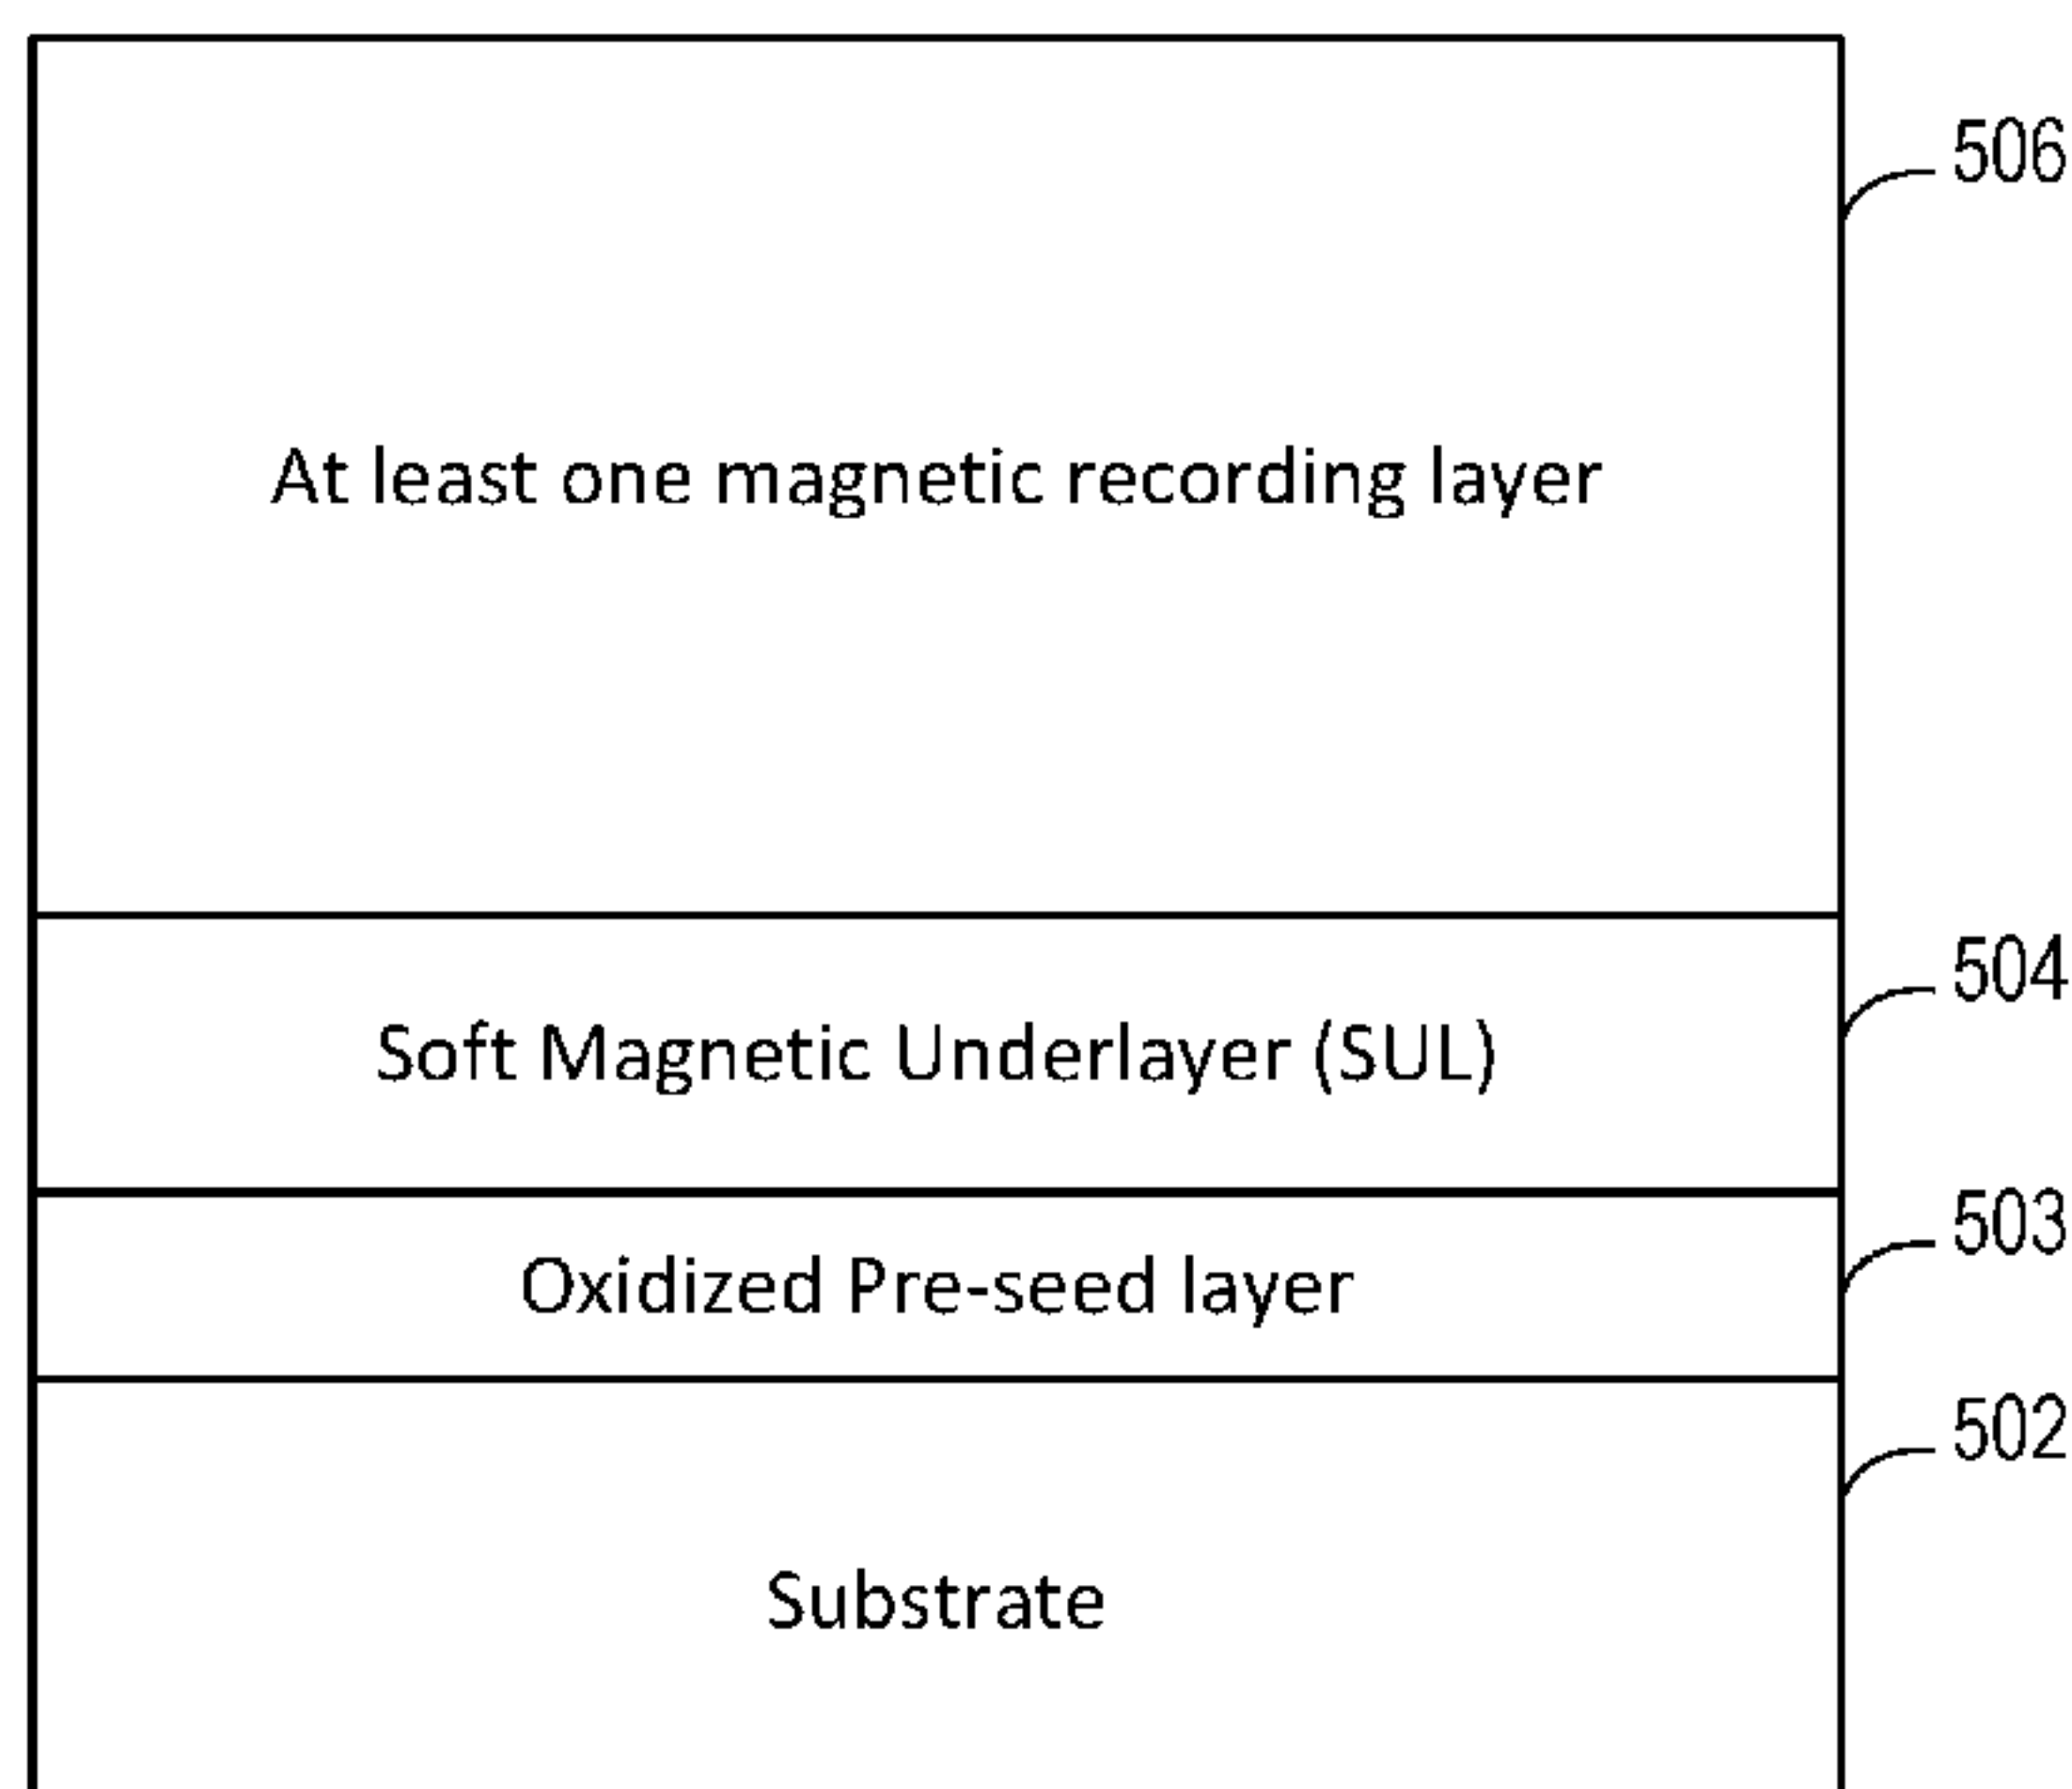 506
At least one magnetic recording layer
504
Soft Magnetic Underlayer (SUL)
503
Oxidized Pre-seed layer
502
Substrate